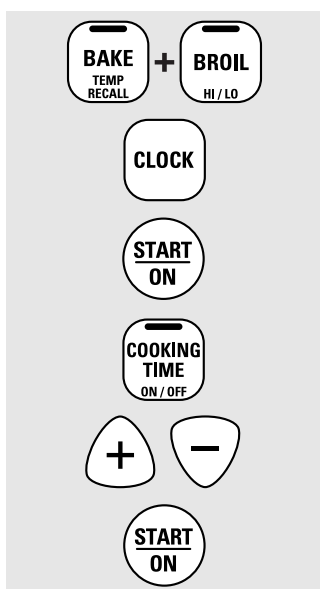 BAKE
TEMP
RECALL
+
BROIL
HI / LO
CLOCK
START
ON
COOKING
TIME
ON / OFF
+ −
START
ON